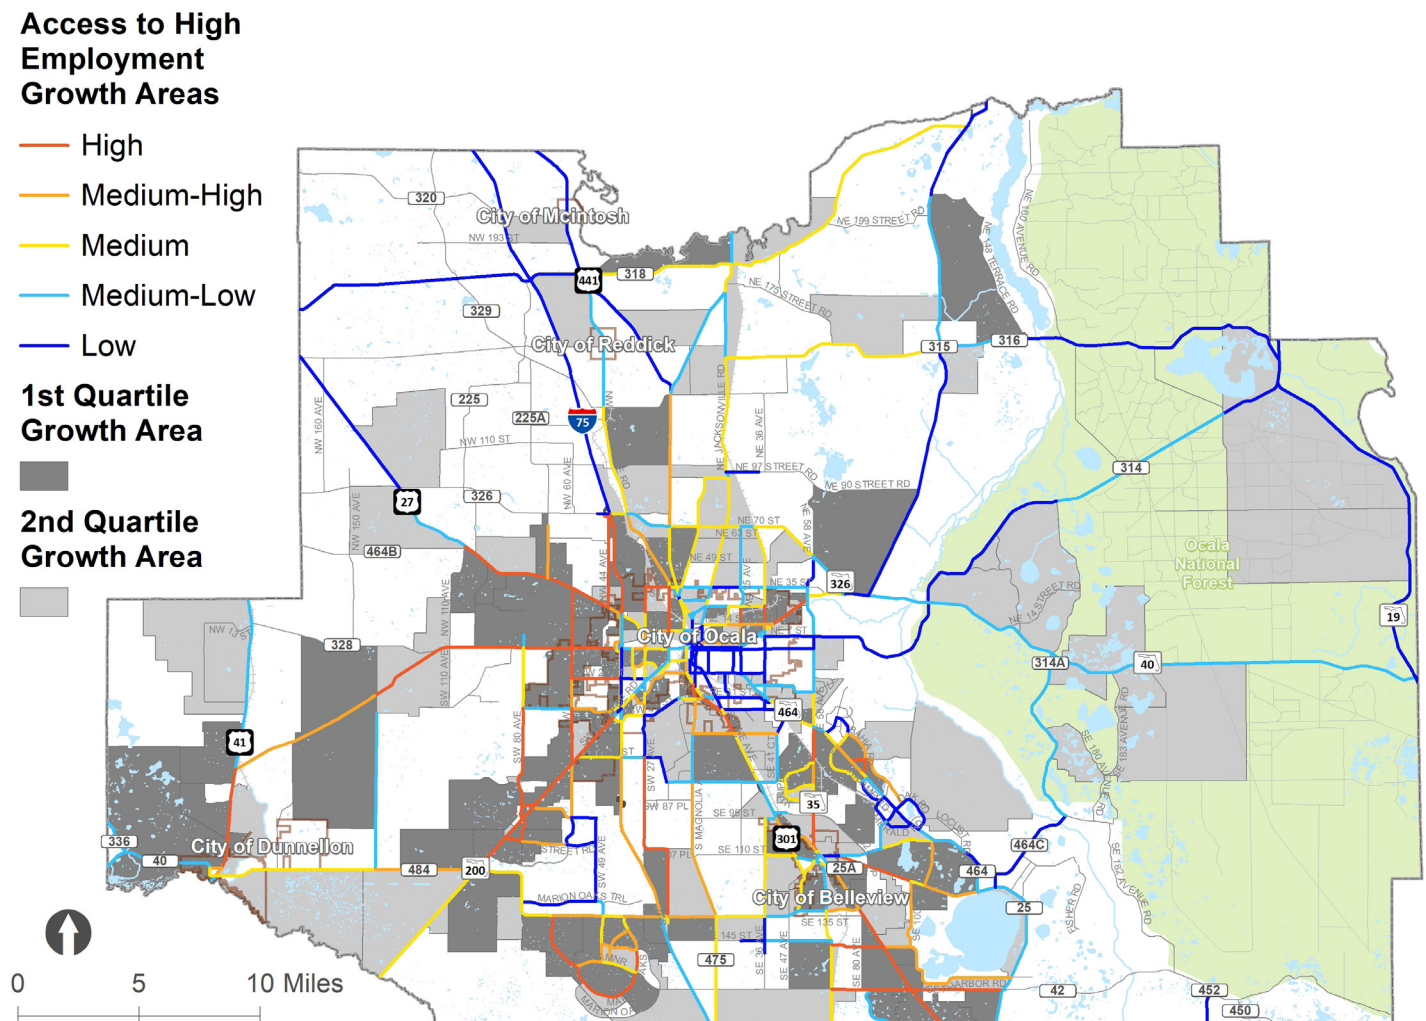 Access to High
Employment
Growth Areas
High
Medium-High
Medium
Medium-Low
Low
1st Quartile
Growth Area
2nd Quartile
Growth Area
320
City of Mcintosh
NW 193 ST
441
318
329
City of Reddick
NE 199 STREET RD
NE 148 TERRACE RD
NE 160 AVENUE RD
NE 175 STREET RD
315
316
225
225A
75
NW 160 AVE
NW 110 ST
NE JACKSONVILLE RD
NE 36 AVE
NE 97 STREET RD
NE 90 STREET RD
314
27
326
NW 60 AVE
NW 150 AVE
464B
NE 70 ST
NE 63 ST
NE 49 ST
NE 58 AVE
NE 35 ST
326
Ocala
National
Forest
19
NW 110 AVE
328
City of Ocala
NE 14 STREET RD
314A
40
SW 110 AVE
464
41
SW 80 AVE
SE 183 AVENUE RD
SE 180 AVENUE RD
35
SW 87 PL
S MAGNOLIA
SE 95 ST
301
SE 110 ST
336
40
City of Dunnellon
484
200
STREET RD
SW 49 AVE
25A
464
464C
City of Belleview
MARION OAKS TRL
25
FISHER RD
SE 182 AVENUE RD
SE 135 ST
145 ST
475
SE 47 AVE
SE 80 AVE
MNR
42
452
450
0 5 10 Miles